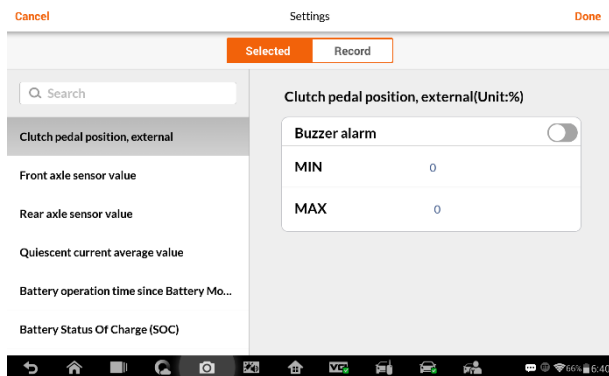 Cancel Settings Done
Selected Record
Search
Clutch pedal position, external
Front axle sensor value
Rear axle sensor value
Quiescent current average value
Battery operation time since Battery Mo...
Battery Status Of Charge (SOC)
Clutch pedal position, external(Unit:%)
Buzzer alarm
MIN 0
MAX 0
66% 6:40